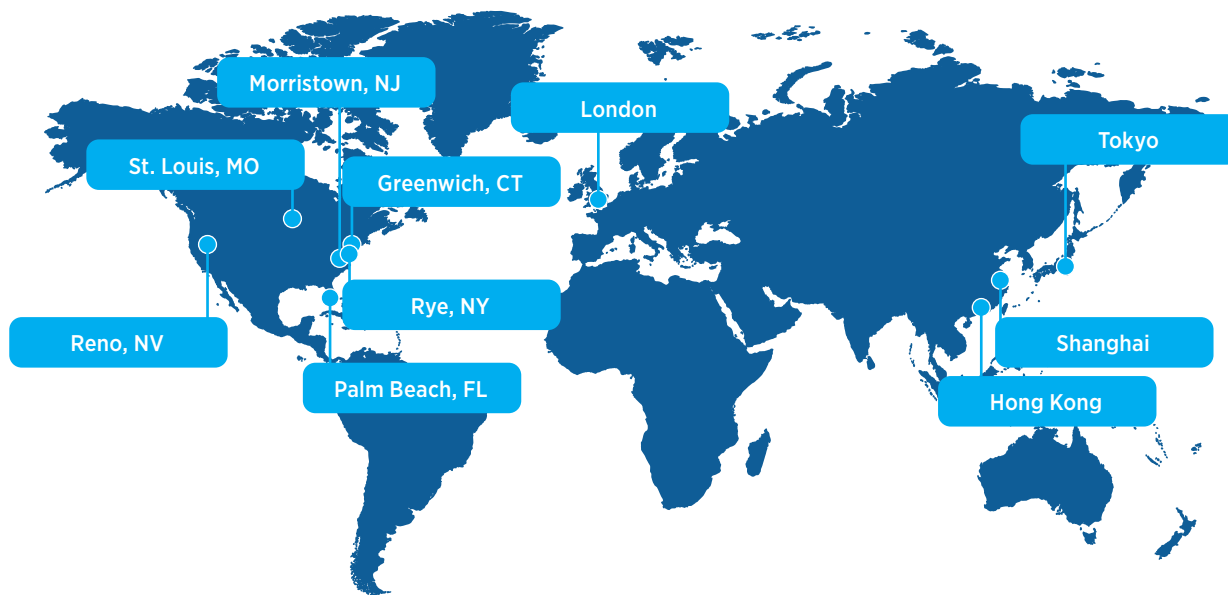 Morristown, NJ
London
Tokyo
St. Louis, MO
Greenwich, CT
Rye, NY
Reno, NV
Shanghai
Palm Beach, FL
Hong Kong